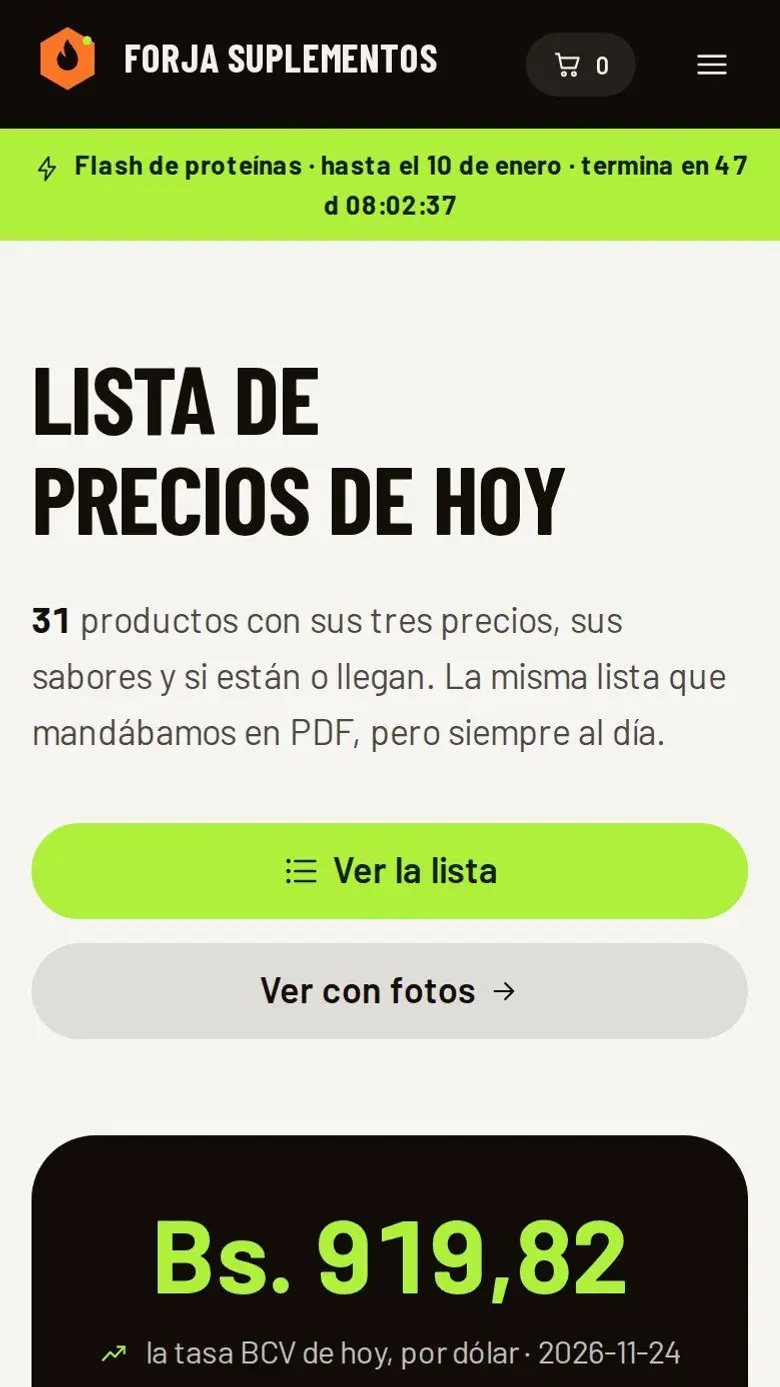 FORJA SUPLEMENTOS
0
Flash de proteínas · hasta el 10 de enero · termina en 47
d 08:02:37
LISTA DE
PRECIOS DE HOY
31 productos con sus tres precios, sus
sabores y si están o llegan. La misma lista que
mandábamos en PDF, pero siempre al día.
Ver la lista
Ver con fotos →
Bs. 919,82
la tasa BCV de hoy, por dólar · 2026-11-24